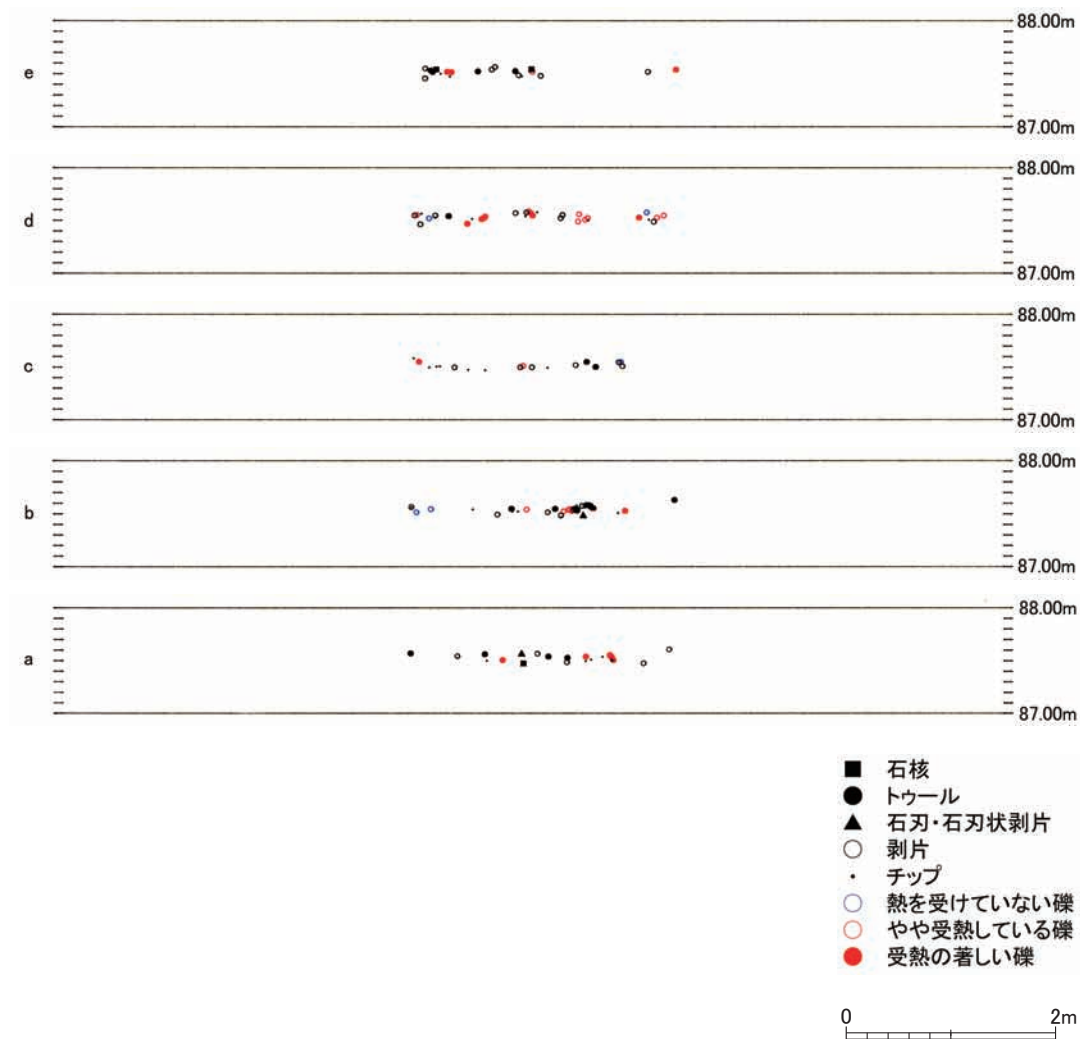 88.00m
e
87.00m
88.00m
d
87.00m
88.00m
c
87.00m
88.00m
b
87.00m
88.00m
a
87.00m
石核
トゥール
石刃・石刃状剥片
剥片
チップ
熱を受けていない礫
やや受熱している礫
受熱の著しい礫
0 2m